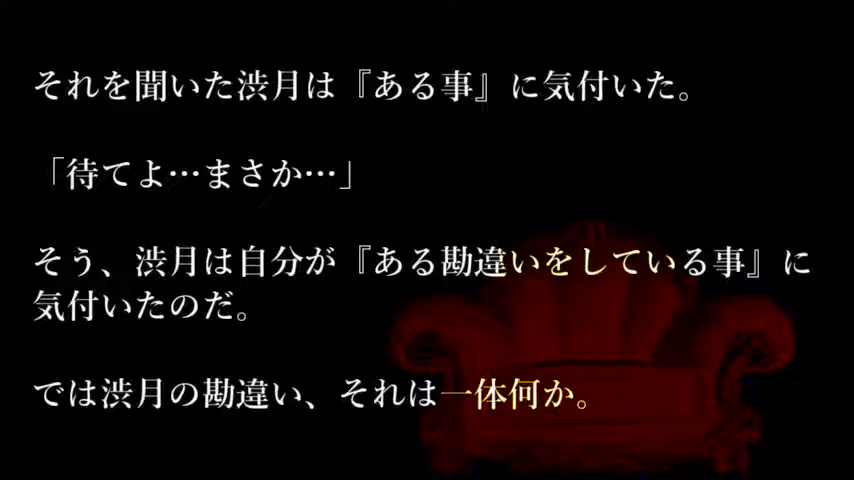 それを聞いた渋月は『ある事』に気付いた。
「待てよ…まさか…」
そう、渋月は自分が『ある勘違いをしている事』に
気付いたのだ。
では渋月の勘違い、それは一体何か。